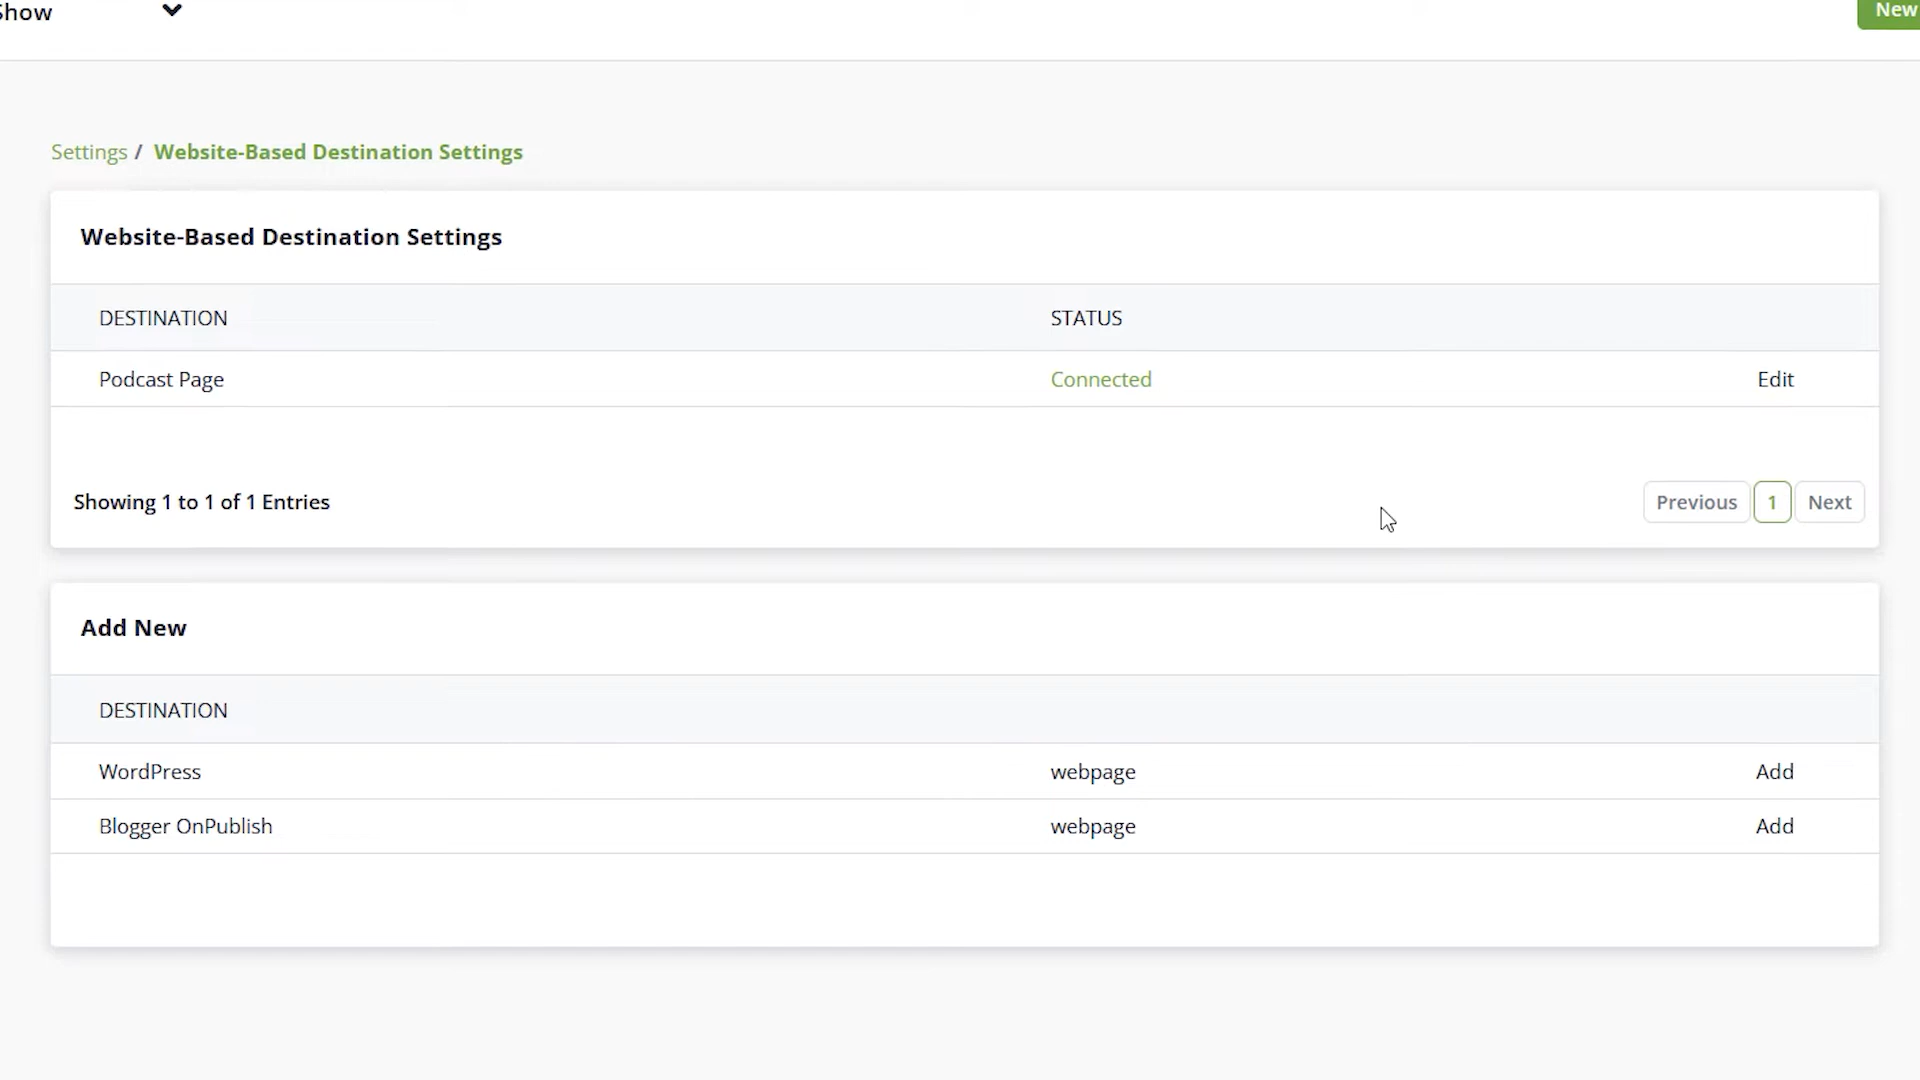 Show
New
Settings / Website-Based Destination Settings
Website-Based Destination Settings
DESTINATION STATUS
Podcast Page Connected Edit
Showing 1 to 1 of 1 Entries Previous 1 Next
Add New
DESTINATION
WordPress webpage Add
Blogger OnPublish webpage Add